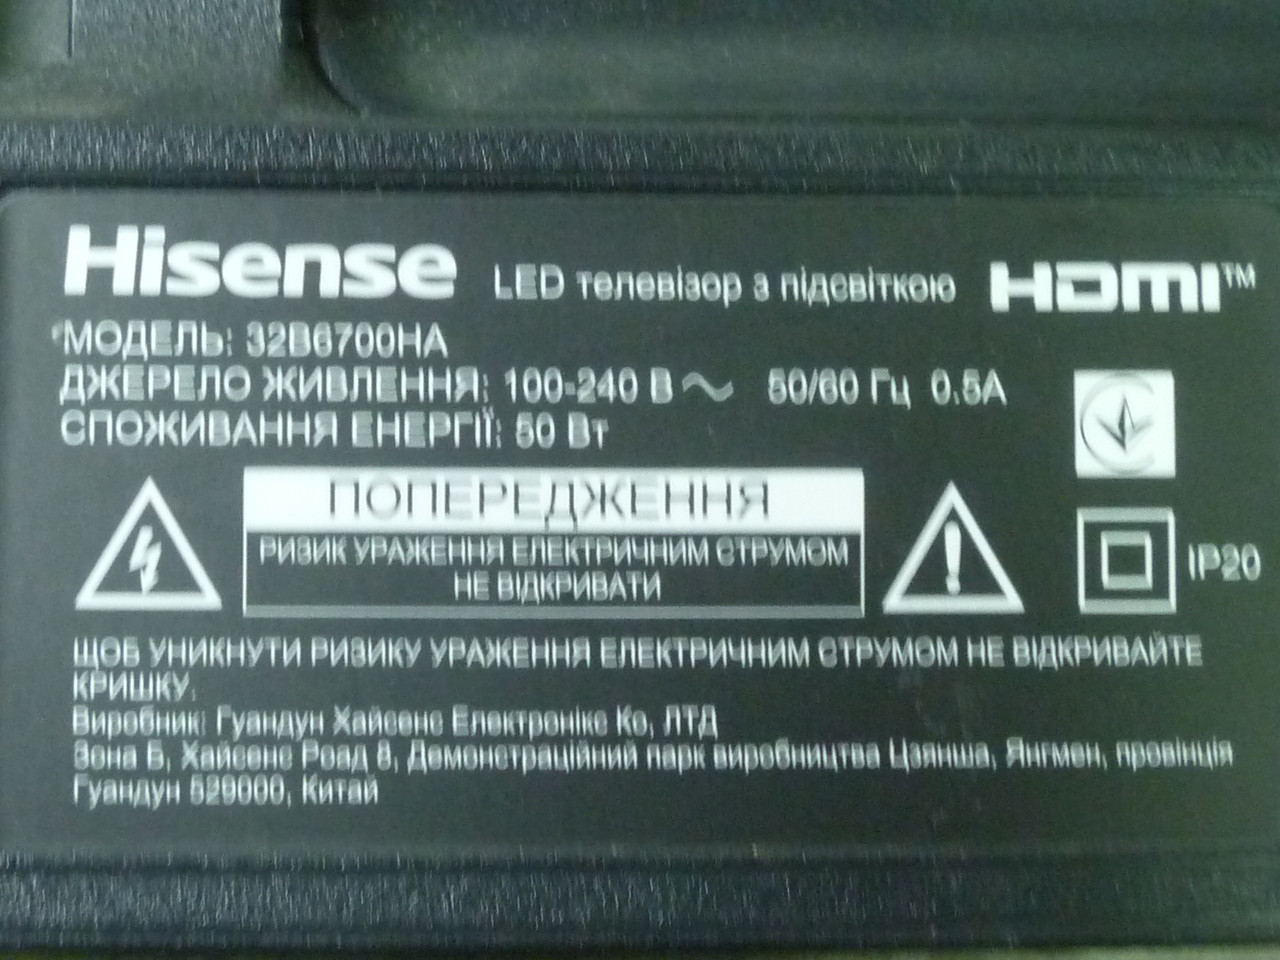 Hisense LED телевізор з підсвіткою HDMI™
МОДЕЛЬ: 32B6700HA
ДЖЕРЕЛО ЖИВЛЕННЯ: 100-240 В ~ 50/60 Гц 0.5А
СПОЖИВАННЯ ЕНЕРГІЇ: 50 Вт
ПОПЕРЕДЖЕННЯ
РИЗИК УРАЖЕННЯ ЕЛЕКТРИЧНИМ СТРУМОМ
НЕ ВІДКРИВАТИ
IP20
ЩОБ УНИКНУТИ РИЗИКУ УРАЖЕННЯ ЕЛЕКТРИЧНИМ СТРУМОМ НЕ ВІДКРИВАЙТЕ
КРИШКУ.
Виробник: Гуандун Хайсенс Електронікс Ко, ЛТД
Зона Б, Хайсенс Роад 8, Демонстраційний парк виробництва Цзянша, Янгмен, провінція
Гуандун 529000, Китай